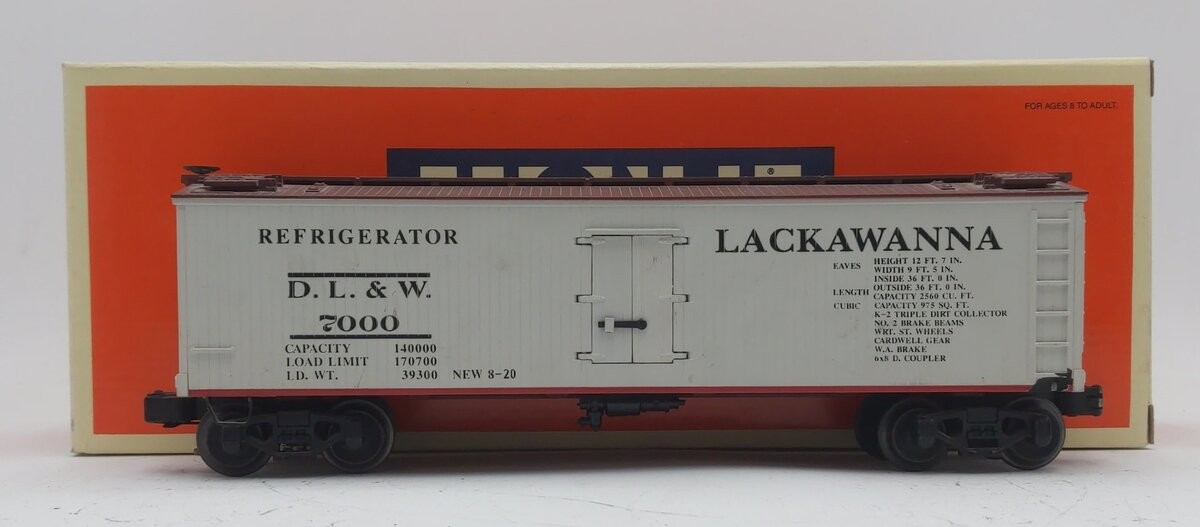 FOR AGES 8 TO ADULT.
®
REFRIGERATOR
D. L. & W.
7000
CAPACITY 140000
LOAD LIMIT 170700
LD. WT. 39300 NEW 8-20
LACKAWANNA
EAVES HEIGHT 12 FT. 7 IN.
WIDTH 9 FT. 5 IN.
INSIDE 36 FT. 0 IN.
LENGTH OUTSIDE 36 FT. 0 IN.
CAPACITY 2560 CU. FT.
CUBIC CAPACITY 975 SQ. FT.
K-2 TRIPLE DIRT COLLECTOR
NO. 2 BRAKE BEAMS
WRT. ST. WHEELS
CARDWELL GEAR
W.A. BRAKE
6x8 D. COUPLER